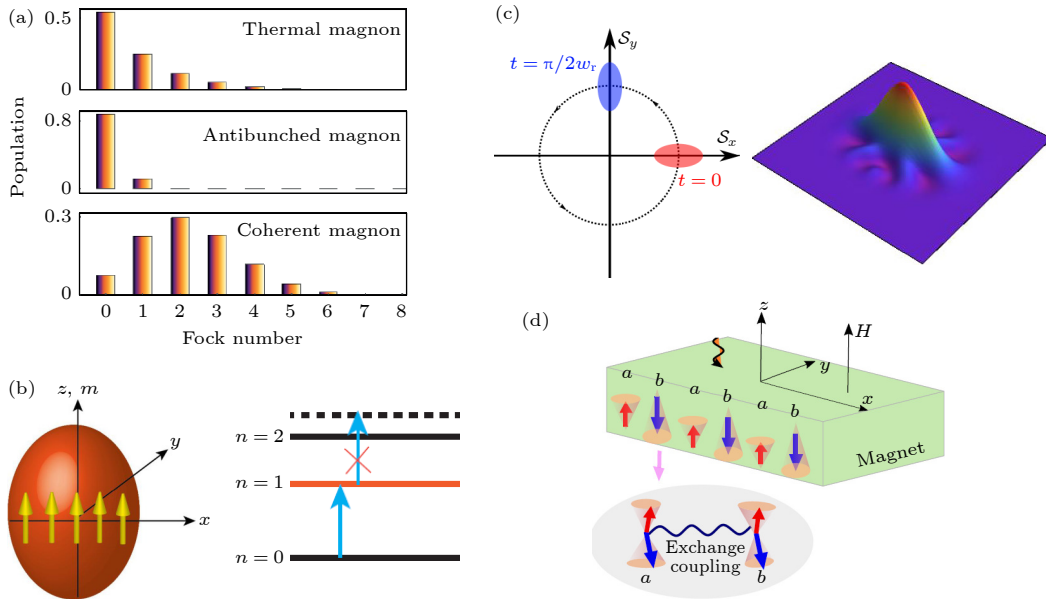 (a)
0.5
Thermal magnon
0
0.8
Antibunched magnon
0
Population
0.3
Coherent magnon
0
0 1 2 3 4 5 6 7 8
Fock number
(b)
z, m
y
x
n = 2
n = 1
n = 0
(c)
𝒮y
t = π/2wr
𝒮x
t = 0
(d)
z
H
y
x
a b a b a b
Magnet
Exchange
coupling
a b